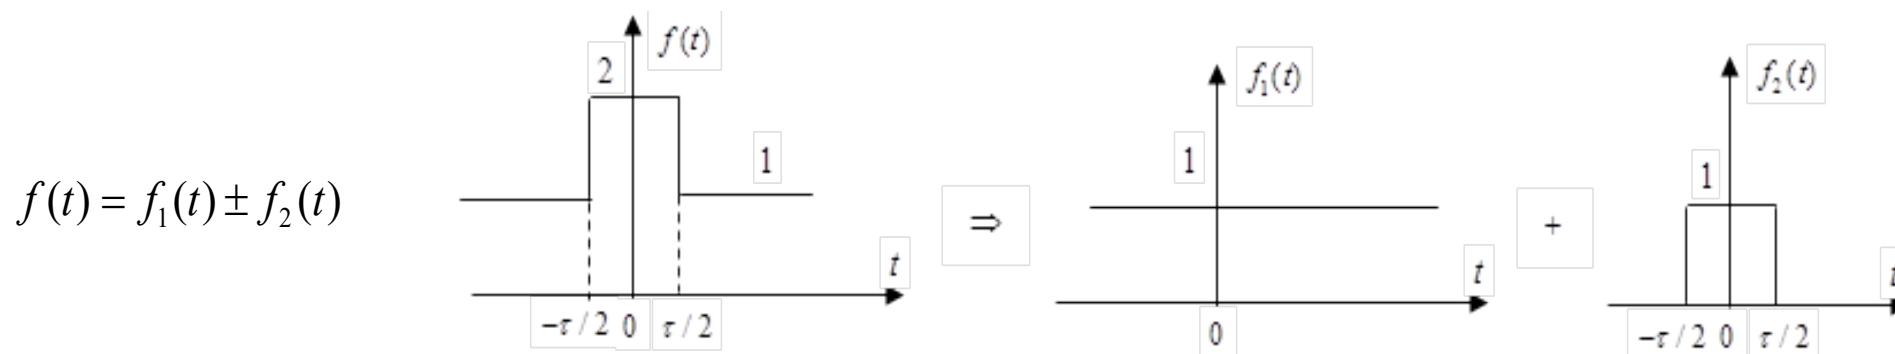 f(t) = f₁(t) ± f₂(t)
2
f(t)
1
t
−τ / 2 0 τ / 2
⇒
f₁(t)
1
t
0
+
f₂(t)
1
t
−τ / 2 0 τ / 2